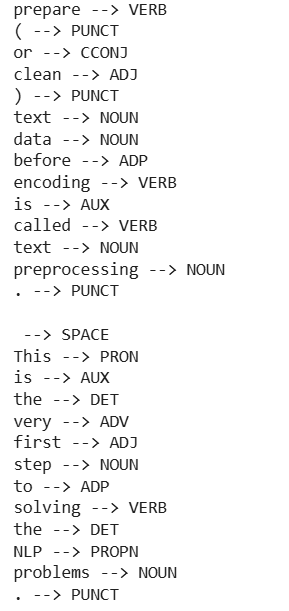 prepare --> VERB
( --> PUNCT
or --> CCONJ
clean --> ADJ
) --> PUNCT
text --> NOUN
data --> NOUN
before --> ADP
encoding --> VERB
is --> AUX
called --> VERB
text --> NOUN
preprocessing --> NOUN
. --> PUNCT

 --> SPACE
This --> PRON
is --> AUX
the --> DET
very --> ADV
first --> ADJ
step --> NOUN
to --> ADP
solving --> VERB
the --> DET
NLP --> PROPN
problems --> NOUN
. --> PUNCT